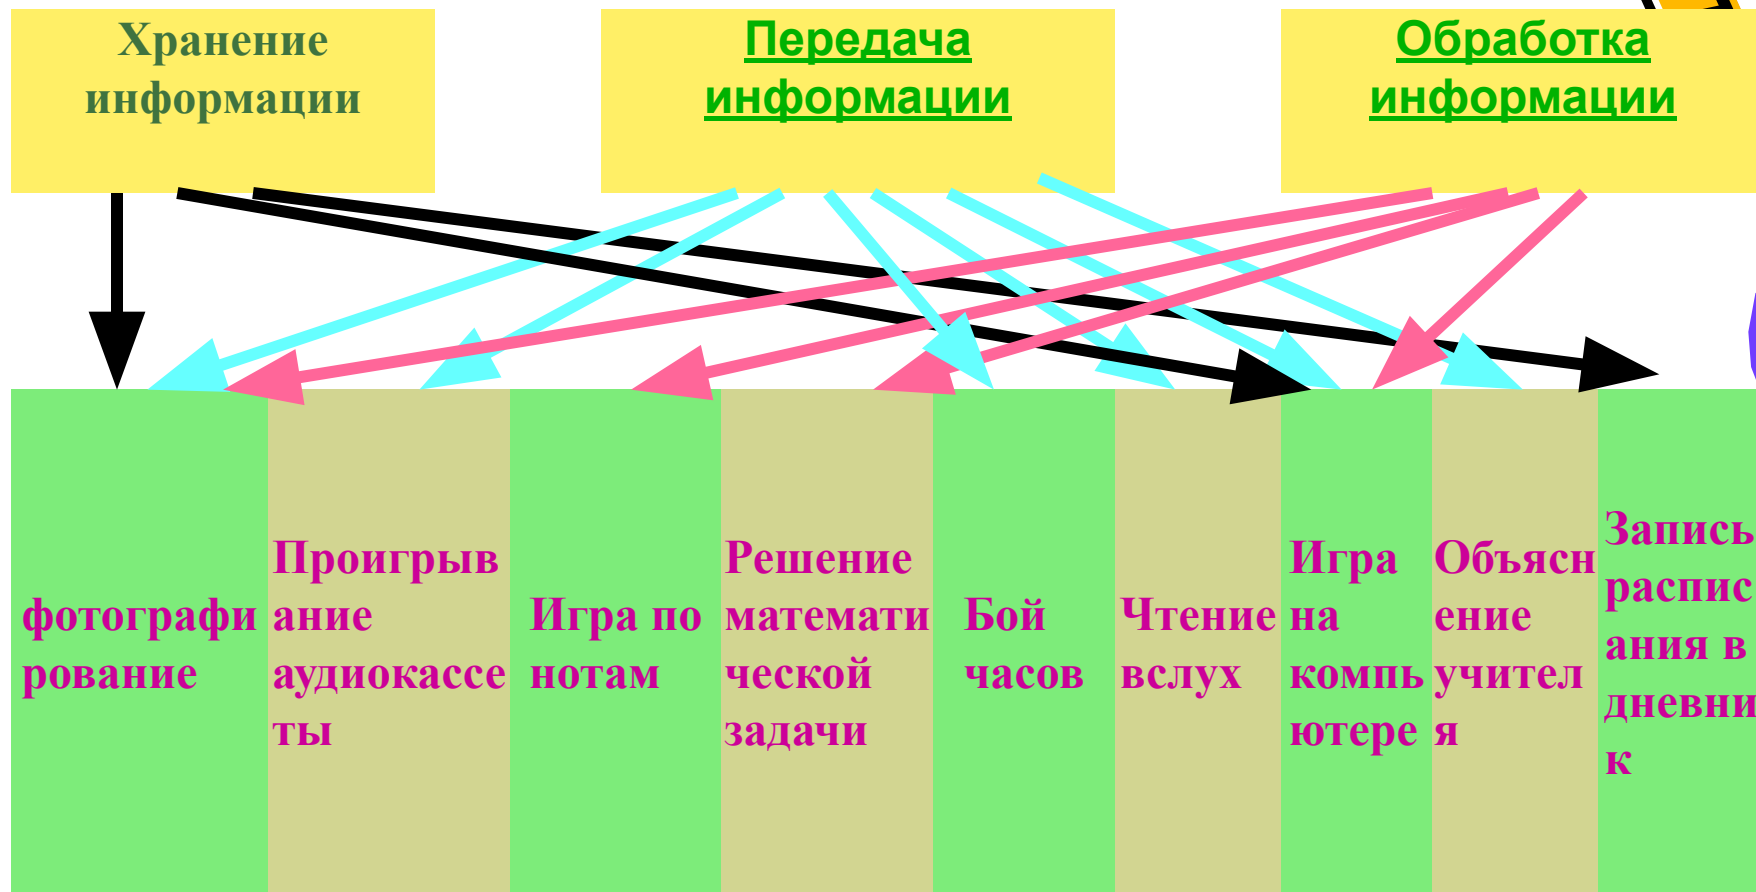 Хранение
информации
Передача
информации
Обработка
информации
фотографи
рование
Проигрыв
ание
аудиокассе
ты
Игра по
нотам
Решение
математи
ческой
задачи
Бой
часов
Чтение
вслух
Игра
на
компь
ютере
Объясн
ение
учител
я
Запись
распис
ания в
дневни
к